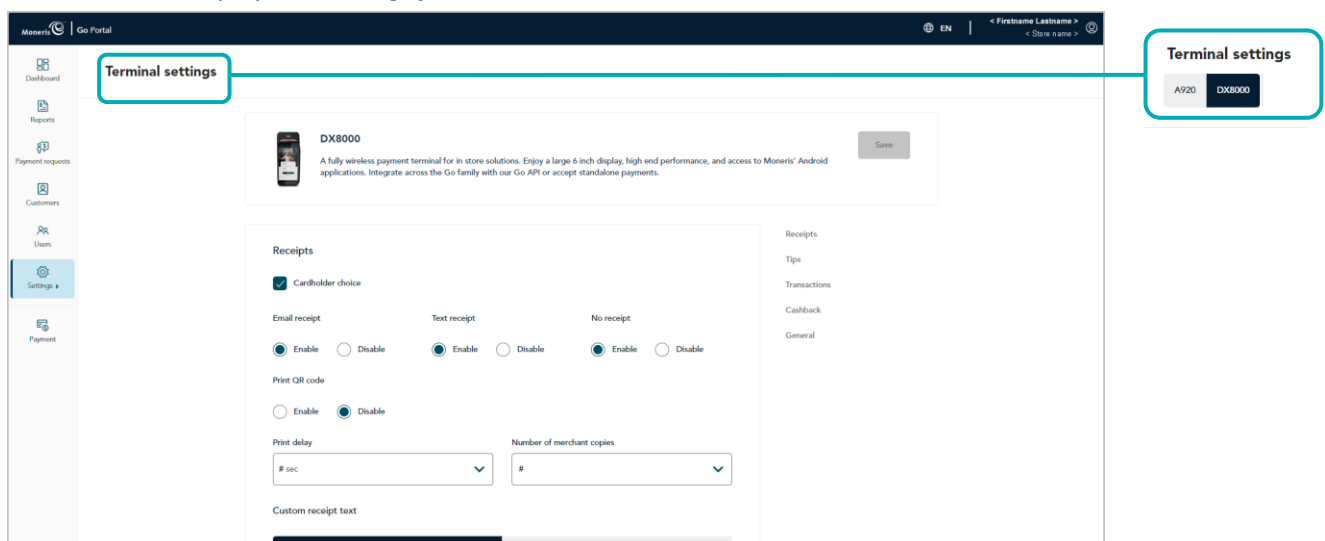 Moneris Go Portal
EN
< Firstname Lastname >
< Store name >
Dashboard
Reports
Payment requests
Customers
Users
Settings
Payment
Terminal settings
Terminal settings
A920 DX8000
DX8000
A fully wireless payment terminal for in store solutions. Enjoy a large 6 inch display, high end performance, and access to Moneris' Android
applications. Integrate across the Go family with our Go API or accept standalone payments.
Save
Receipts
Cardholder choice
Email receipt Text receipt No receipt
Enable Disable Enable Disable Enable Disable
Print QR code
Enable Disable
Print delay Number of merchant copies
# sec #
Custom receipt text
Receipts
Tips
Transactions
Cashback
General